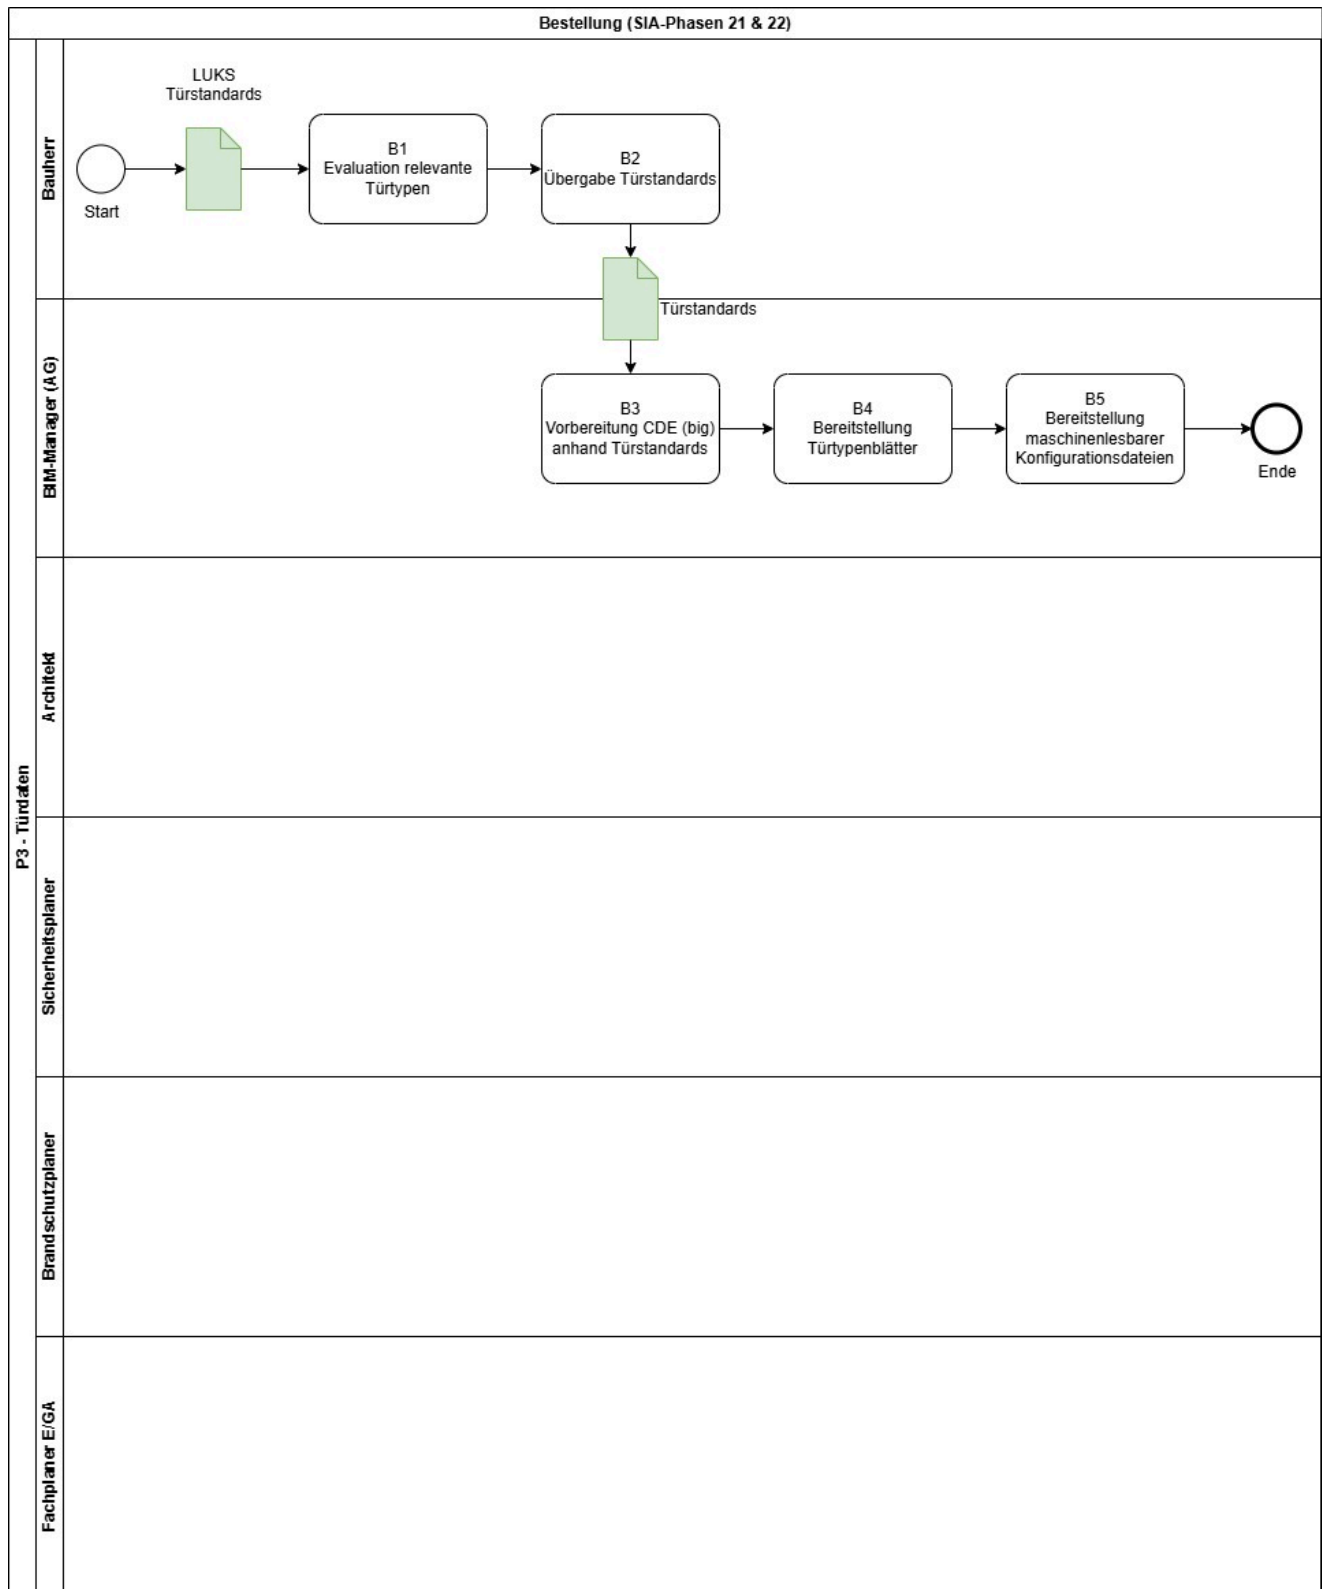 Bestellung (SIA-Phasen 21 & 22)
P3 - Türdaten
Bauherr
LUKS
Türstandards
Start
B1
Evaluation relevante
Türtypen
B2
Übergabe Türstandards
Türstandards
BIM-Manager (AG)
B3
Vorbereitung CDE (big)
anhand Türstandards
B4
Bereitstellung
Türtypenblätter
B5
Bereitstellung
maschinenlesbarer
Konfigurationsdateien
Ende
Architekt
Sicherheitsplaner
Brandschutzplaner
Fachplaner E/GA